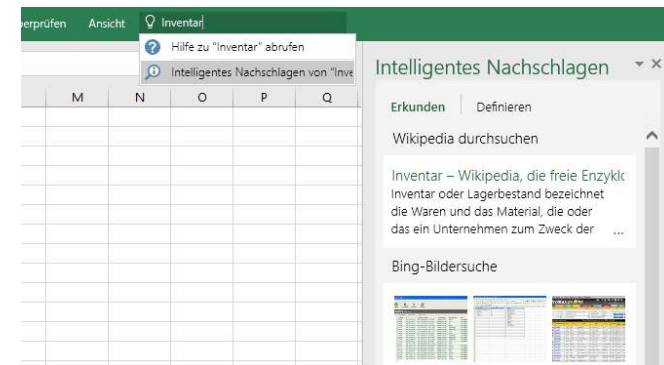 Ansicht
Inventar
Hilfe zu "Inventar" abrufen
Intelligentes Nachschlagen von "Inve
M N O P Q
Intelligentes Nachschlagen
Erkunden Definieren
Wikipedia durchsuchen
Inventar – Wikipedia, die freie Enzyklo
Inventar oder Lagerbestand bezeichnet
die Waren und das Material, die oder
das ein Unternehmen zum Zweck der ...
Bing-Bildersuche